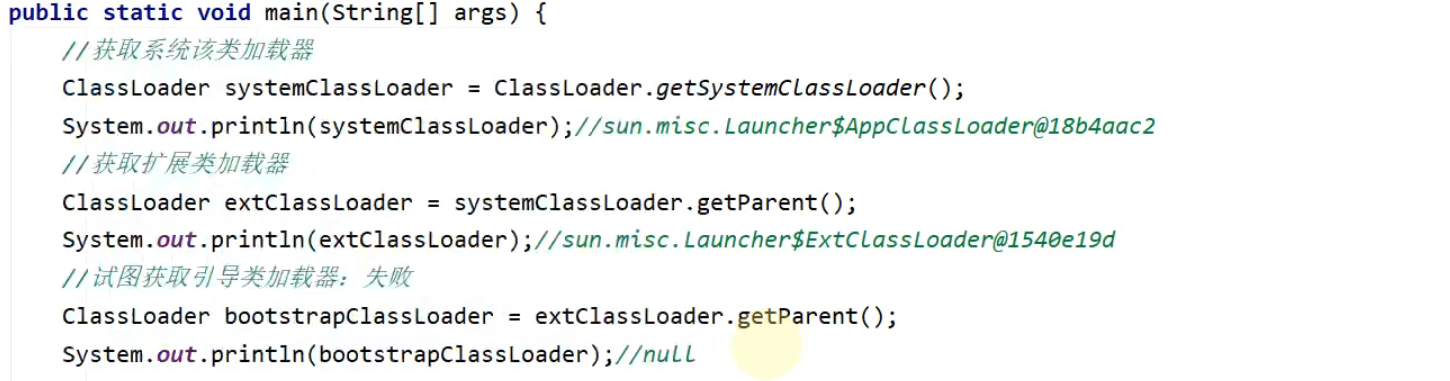 public static void main(String[] args) {
//获取系统该类加载器
ClassLoader systemClassLoader = ClassLoader.getSystemClassLoader();
System.out.println(systemClassLoader);//sun.misc.Launcher$AppClassLoader@18b4aac2
//获取扩展类加载器
ClassLoader extClassLoader = systemClassLoader.getParent();
System.out.println(extClassLoader);//sun.misc.Launcher$ExtClassLoader@1540e19d
//试图获取引导类加载器：失败
ClassLoader bootstrapClassLoader = extClassLoader.getParent();
System.out.println(bootstrapClassLoader);//null